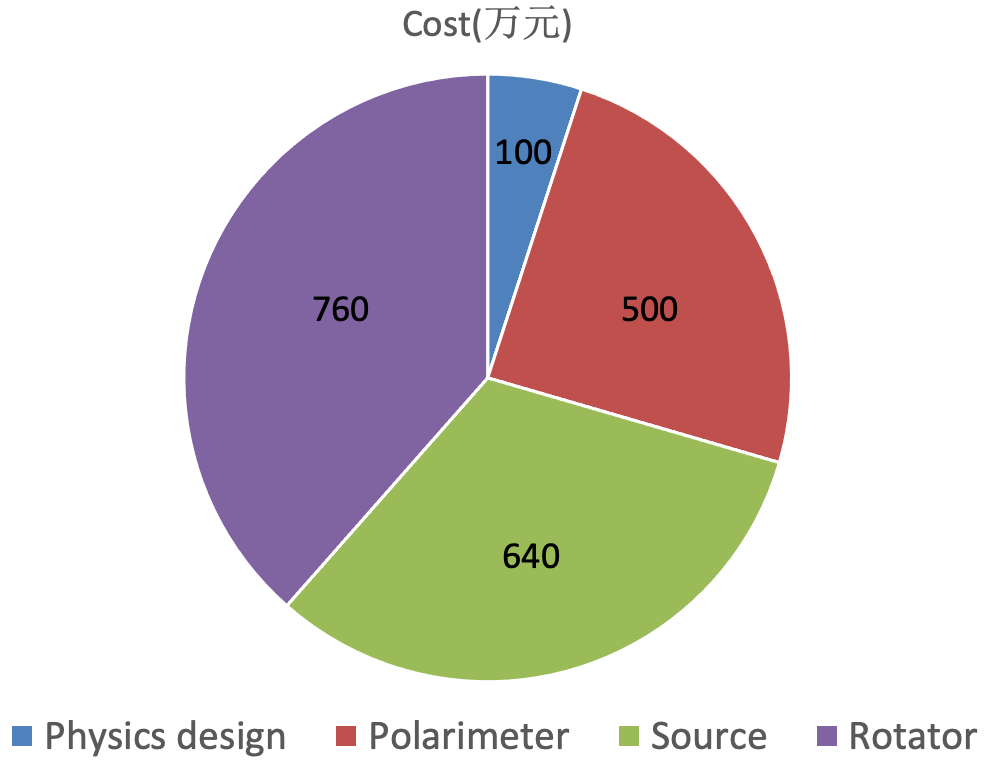 Cost(万元)
100
760
500
640
Physics design Polarimeter Source Rotator